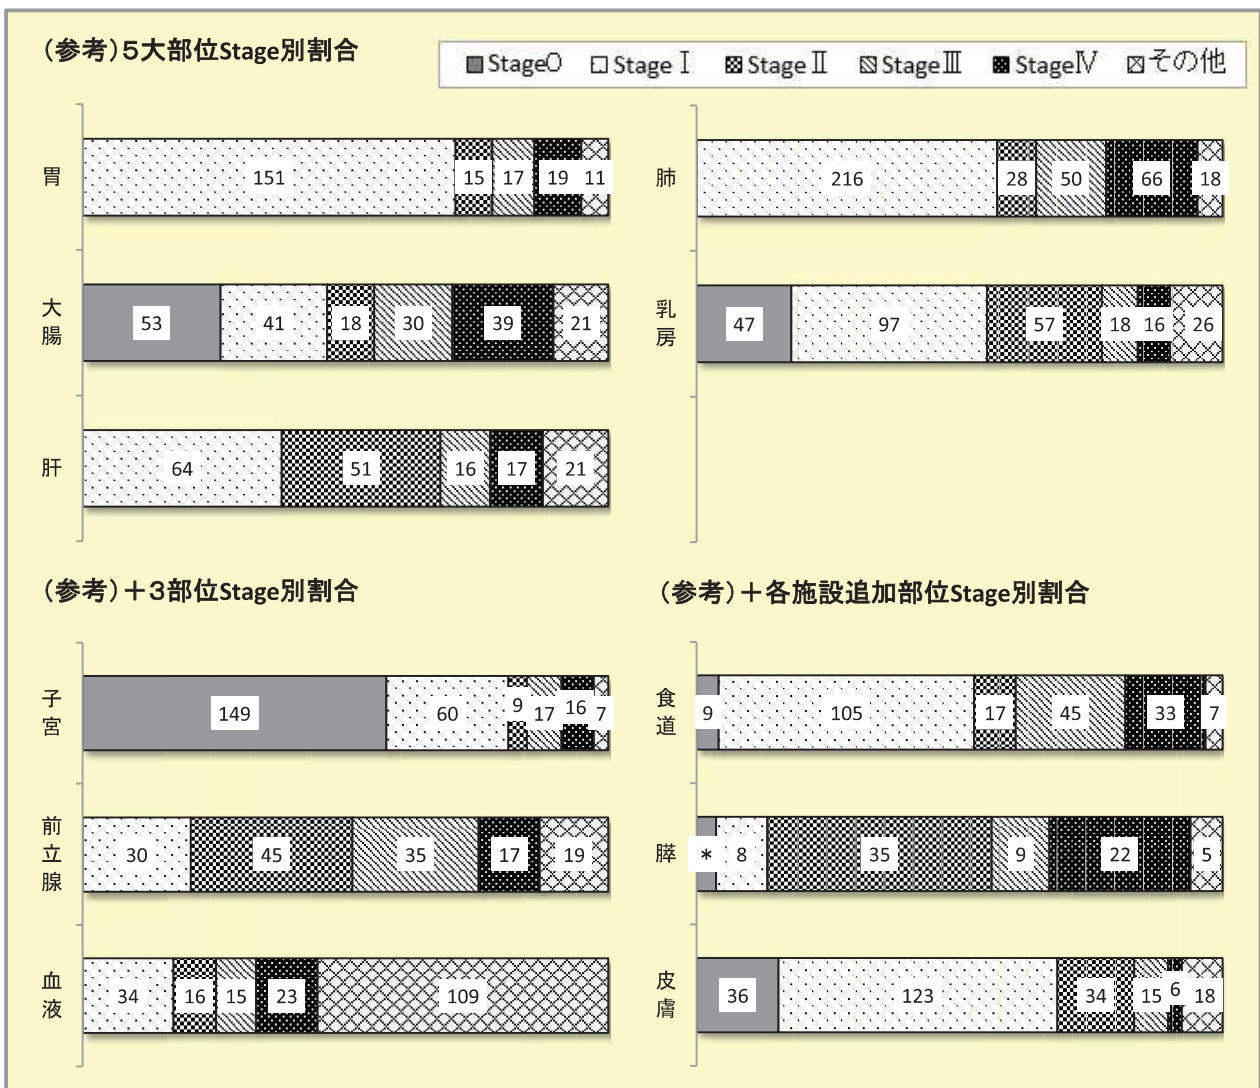 (参考)5大部位Stage別割合
Stage0 StageⅠ StageⅡ StageⅢ StageⅣ その他
胃 151 15 17 19 11
大腸 53 41 18 30 39 21
肝 64 51 16 17 21
肺 216 28 50 66 18
乳房 47 97 57 18 16 26
(参考)+3部位Stage別割合
子宮 149 60 9 17 16 7
前立腺 30 45 35 17 19
血液 34 16 15 23 109
(参考)+各施設追加部位Stage別割合
食道 9 105 17 45 33 7
膵 * 8 35 9 22 5
皮膚 36 123 34 15 6 18